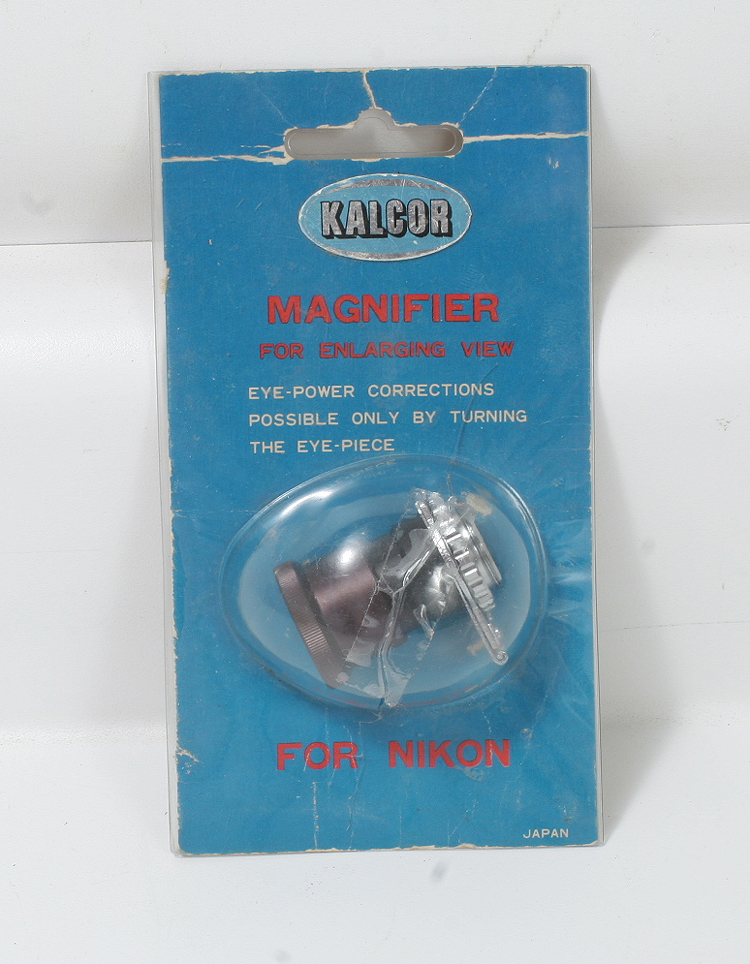 KALCOR
MAGNIFIER
FOR ENLARGING VIEW
EYE-POWER CORRECTIONS
POSSIBLE ONLY BY TURNING
THE EYE-PIECE
FOR NIKON
JAPAN